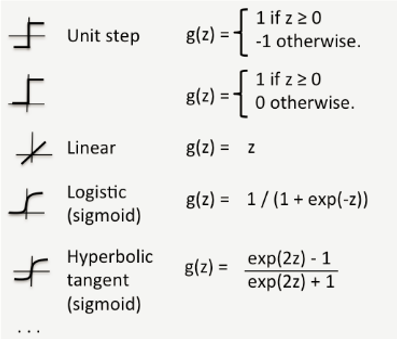 Unit step g(z) = { 1 if z ≥ 0
-1 otherwise.
g(z) = { 1 if z ≥ 0
0 otherwise.
Linear g(z) = z
Logistic
(sigmoid) g(z) = 1 / (1 + exp(-z))
Hyperbolic
tangent
(sigmoid) g(z) = exp(2z) - 1
exp(2z) + 1
...